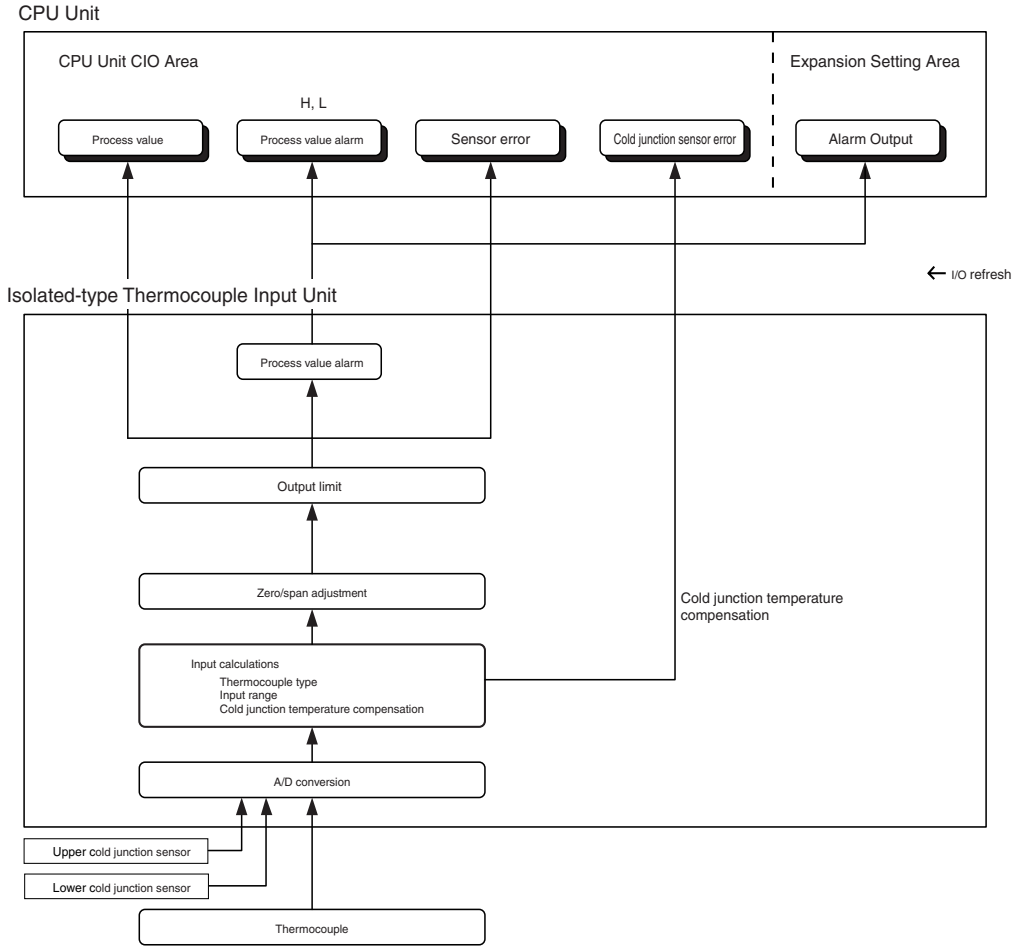 CPU Unit
CPU Unit CIO Area
Expansion Setting Area
H, L
Process value
Process value alarm
Sensor error
Cold junction sensor error
Alarm Output
I/O refresh
Isolated-type Thermocouple Input Unit
Process value alarm
Output limit
Zero/span adjustment
Cold junction temperature
compensation
Input calculations
Thermocouple type
Input range
Cold junction temperature compensation
A/D conversion
Upper cold junction sensor
Lower cold junction sensor
Thermocouple